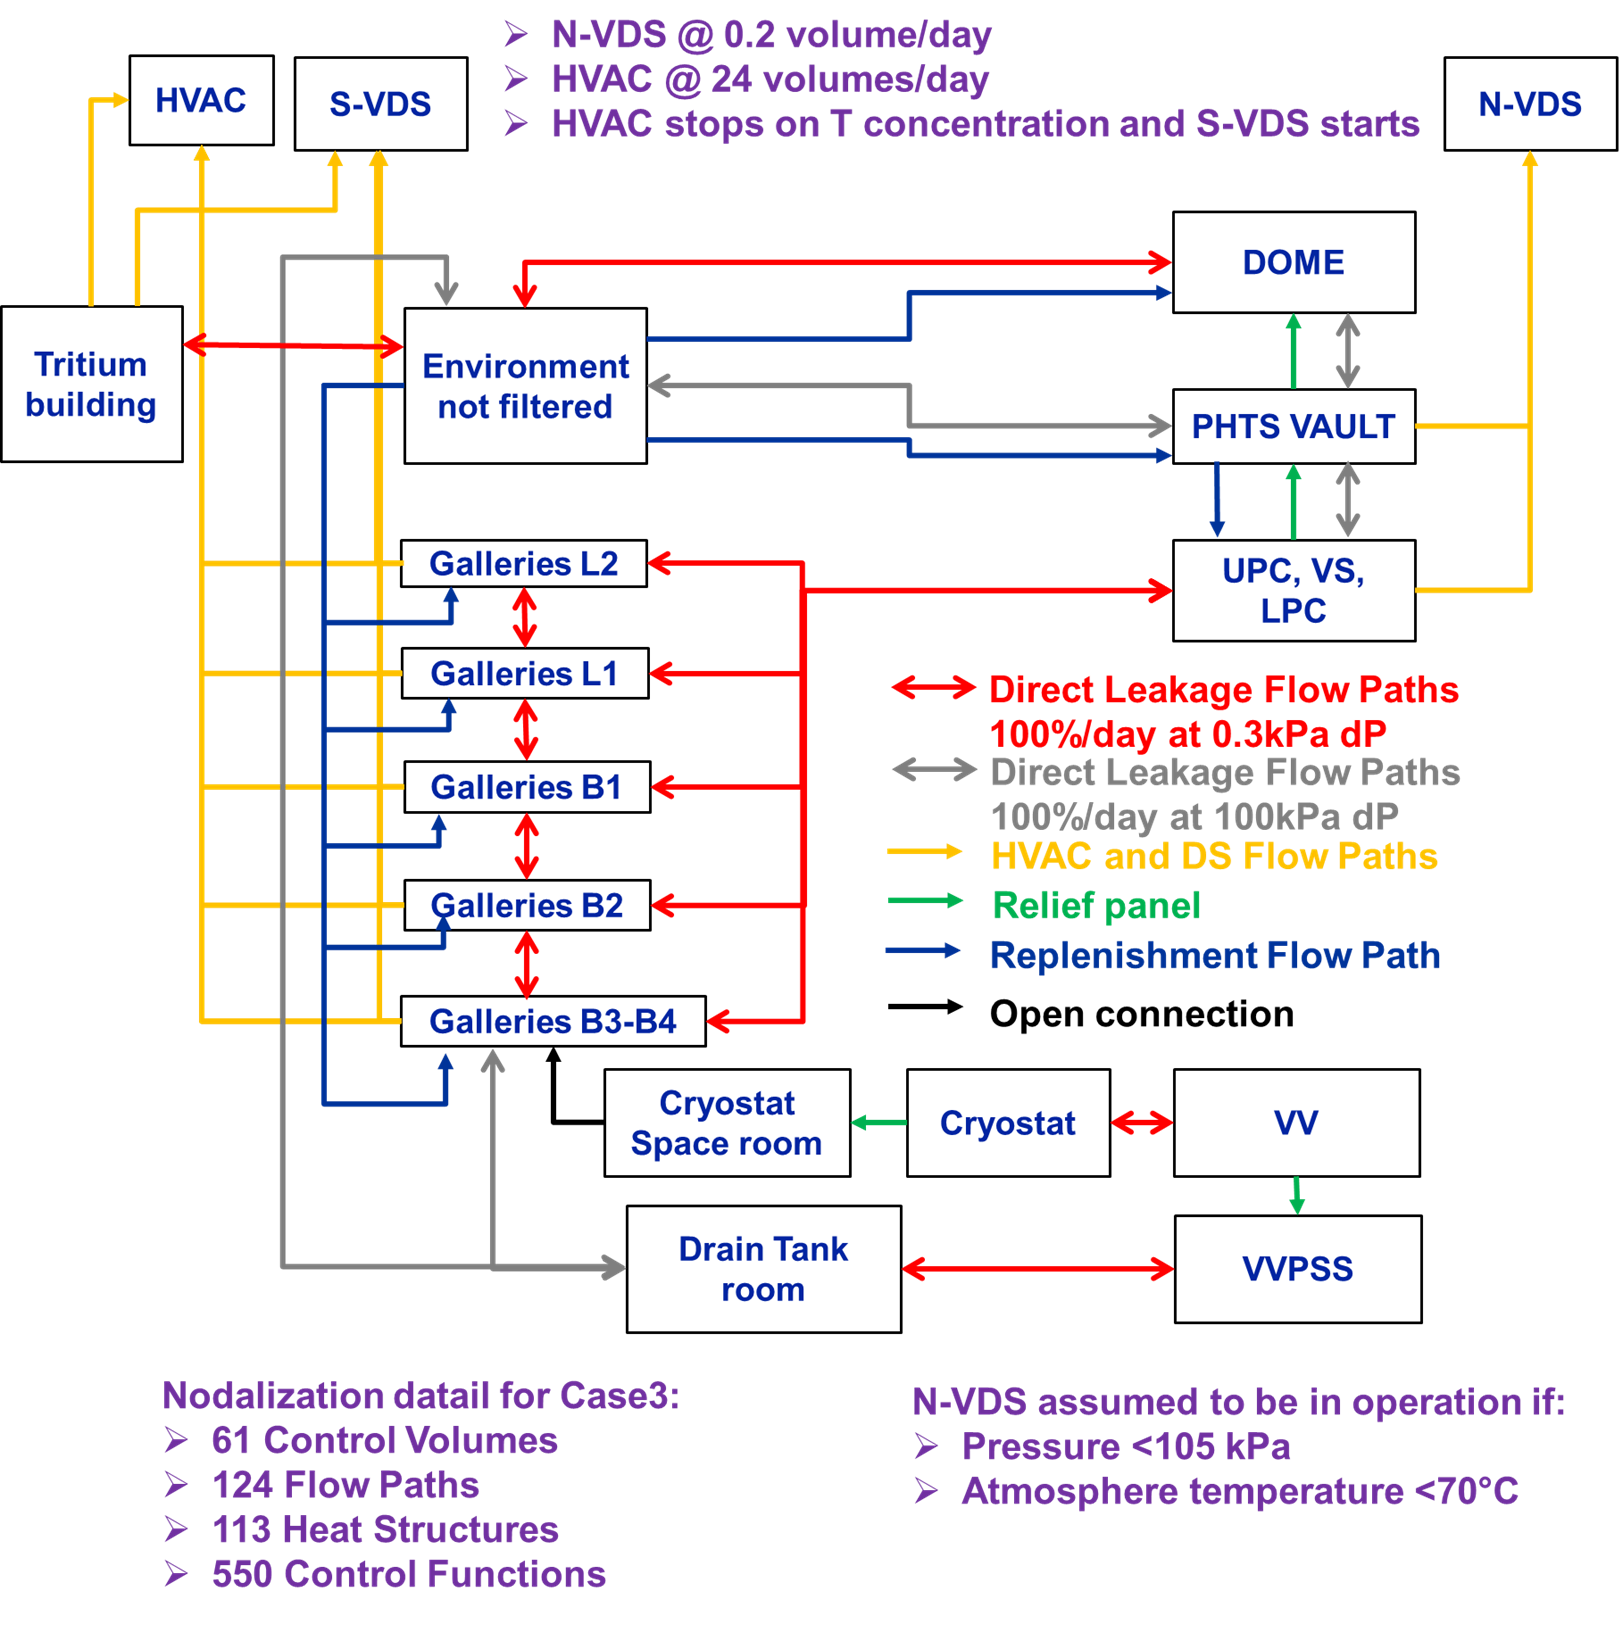 N-VDS @ 0.2 volume/day
HVAC @ 24 volumes/day
HVAC stops on T concentration and S-VDS starts
HVAC
S-VDS
N-VDS
DOME
Tritium
building
Environment
not filtered
PHTS VAULT
Galleries L2
UPC, VS,
LPC
Galleries L1
Direct Leakage Flow Paths
100%/day at 0.3kPa dP
Galleries B1
Direct Leakage Flow Paths
100%/day at 100kPa dP
HVAC and DS Flow Paths
Galleries B2
Relief panel
Replenishment Flow Path
Galleries B3-B4
Open connection
Cryostat
Space room
Cryostat
VV
Drain Tank
room
VVPSS
Nodalization datail for Case3:
61 Control Volumes
124 Flow Paths
113 Heat Structures
550 Control Functions
N-VDS assumed to be in operation if:
Pressure <105 kPa
Atmosphere temperature <70°C